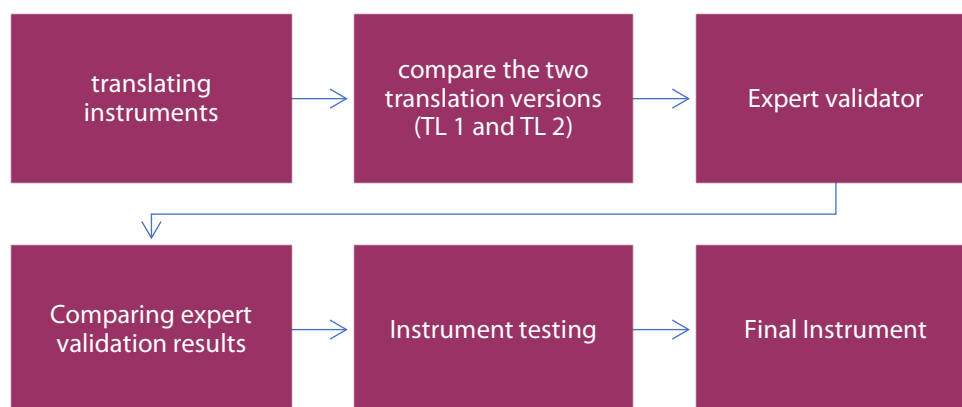 translating
instruments
compare the two
translation versions
(TL 1 and TL 2)
Expert validator
Comparing expert
validation results
Instrument testing
Final Instrument